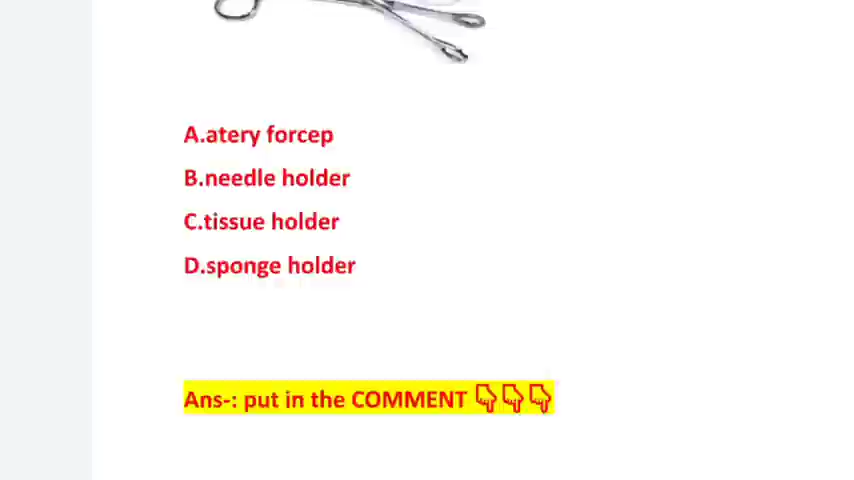 A.atery forcep
B.needle holder
C.tissue holder
D.sponge holder
Ans-: put in the COMMENT 👇👇👇